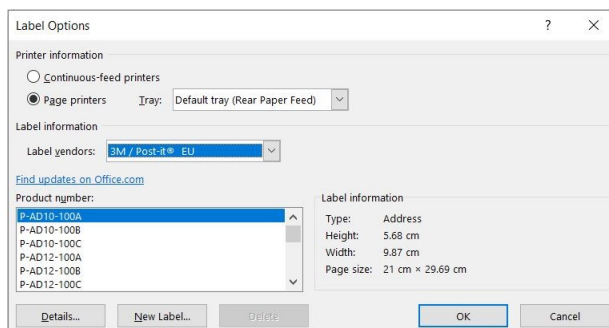 Label Options ? ×
Printer information
Continuous-feed printers
Page printers Tray: Default tray (Rear Paper Feed)
Label information
Label vendors: 3M / Post-it® EU
Find updates on Office.com
Product number:
P-AD10-100A
P-AD10-100B
P-AD10-100C
P-AD12-100A
P-AD12-100B
P-AD12-100C
Label information
Type: Address
Height: 5.68 cm
Width: 9.87 cm
Page size: 21 cm × 29.69 cm
Details... New Label... Delete OK Cancel